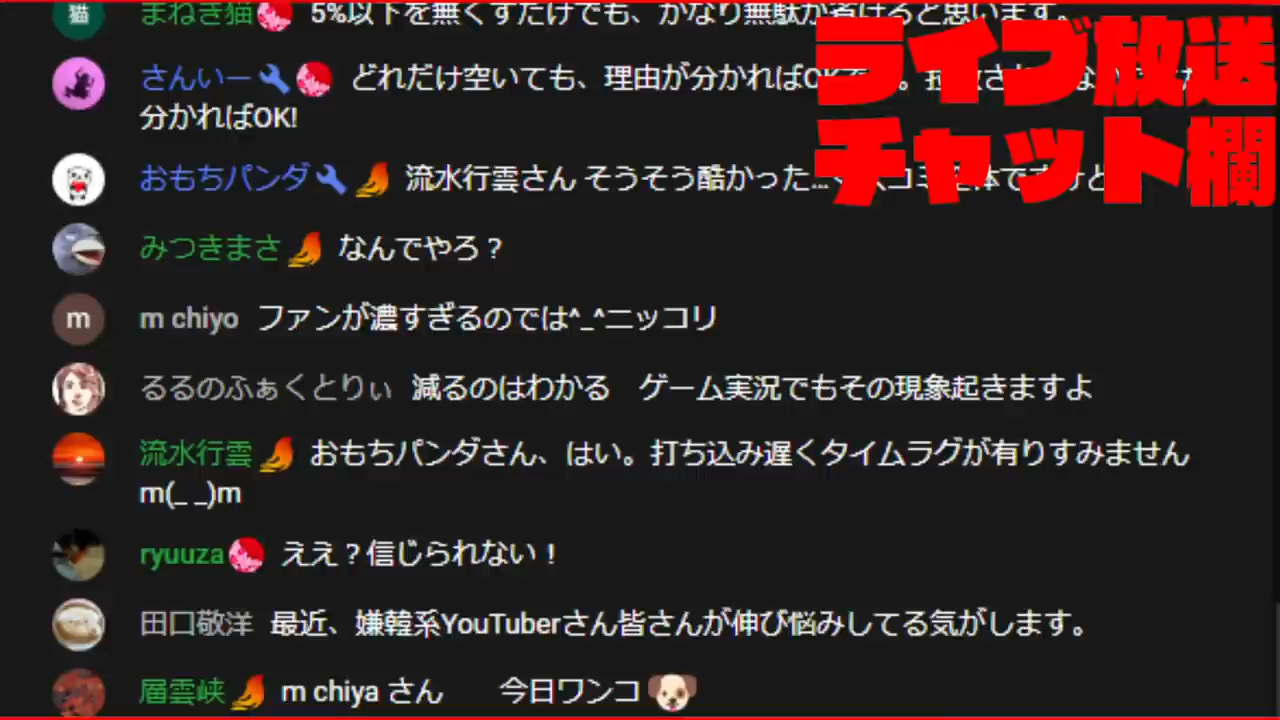 猫 まねき猫 5%以下を無くすだけでも、かなり無駄が省けると思います。
ライブ放送
チャット欄
さんいー どれだけ空いても、理由が分かればOK
分かればOK!
おもちパンダ 流水行雲さん そうそう酷かった…
みつきまさ なんでやろ？
m m chiyo ファンが濃すぎるのでは^_^ニッコリ
るるのふぁくとりぃ 減るのはわかる　ゲーム実況でもその現象起きますよ
流水行雲 おもちパンダさん、はい。打ち込み遅くタイムラグが有りすみません
m(_ _)m
ryuuza ええ？信じられない！
田口敬洋 最近、嫌韓系YouTuberさん皆さんが伸び悩みしてる気がします。
層雲峡 m chiya さん　　今日ワンコ